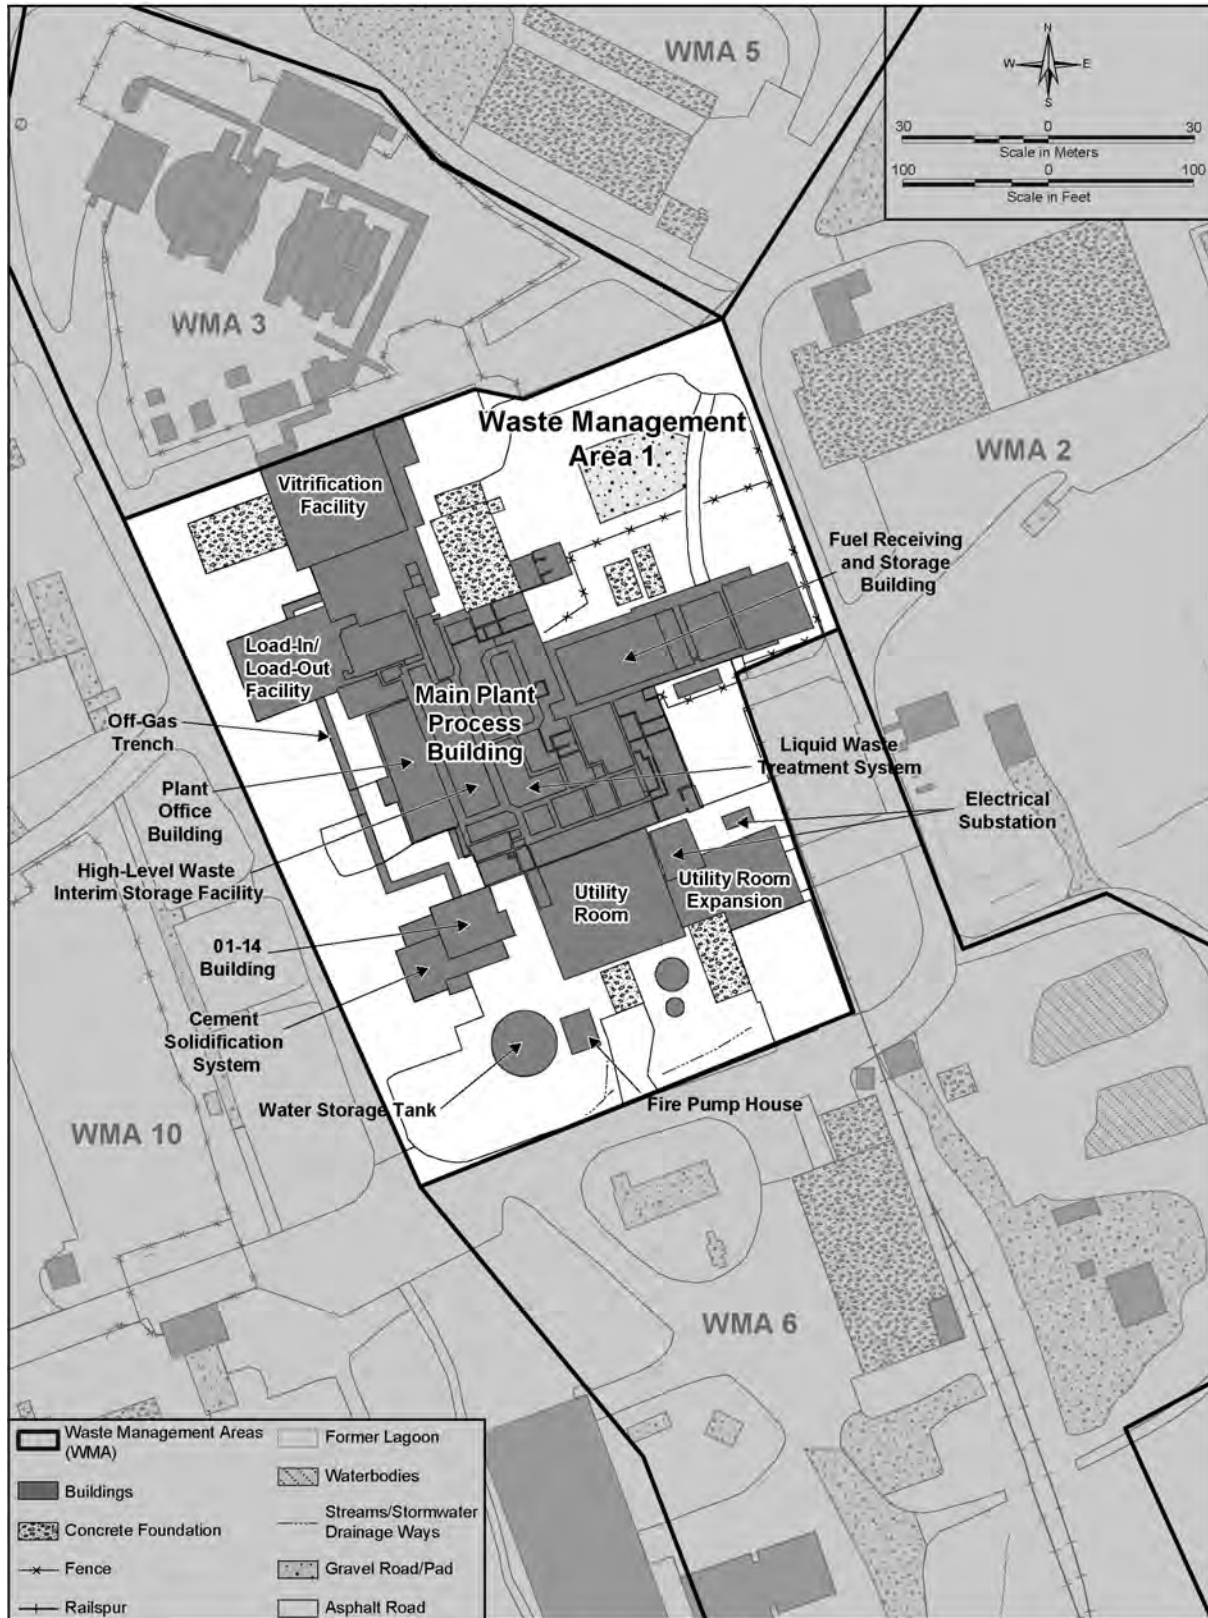 WMA 5
N
W E
S
30 0 30
Scale in Meters
100 0 100
Scale in Feet
WMA 3
Waste Management
Area 1
WMA 2
Vitrification
Facility
Fuel Receiving
and Storage
Building
Load-In/
Load-Out
Facility
Main Plant
Process
Building
Off-Gas
Trench
Liquid Waste
Treatment System
Plant
Office
Building
Electrical
Substation
High-Level Waste
Interim Storage Facility
Utility
Room
Utility Room
Expansion
01-14
Building
Cement
Solidification
System
Water Storage Tank
Fire Pump House
WMA 10
WMA 6
Waste Management Areas
(WMA)
Buildings
Concrete Foundation
Fence
Railspur
Former Lagoon
Waterbodies
Streams/Stormwater
Drainage Ways
Gravel Road/Pad
Asphalt Road